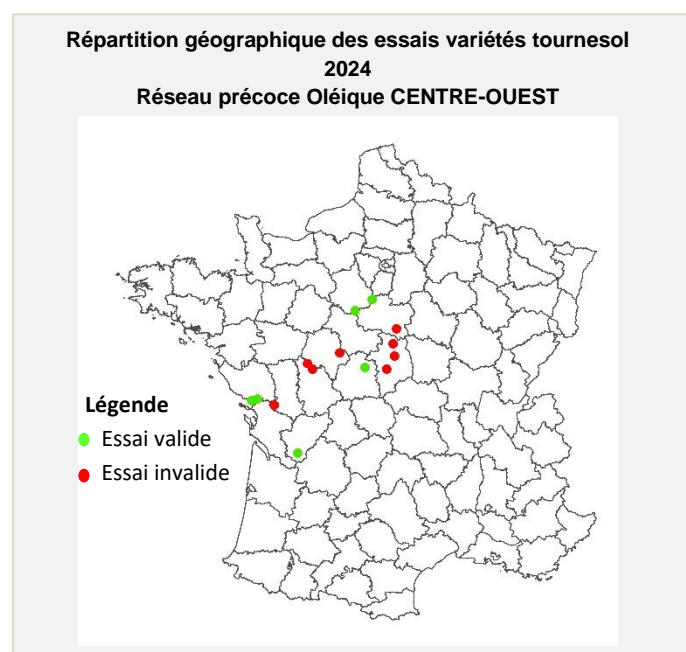 Répartition géographique des essais variétés tournesol
2024
Réseau précoce Oléique CENTRE-OUEST
Légende
Essai valide
Essai invalide